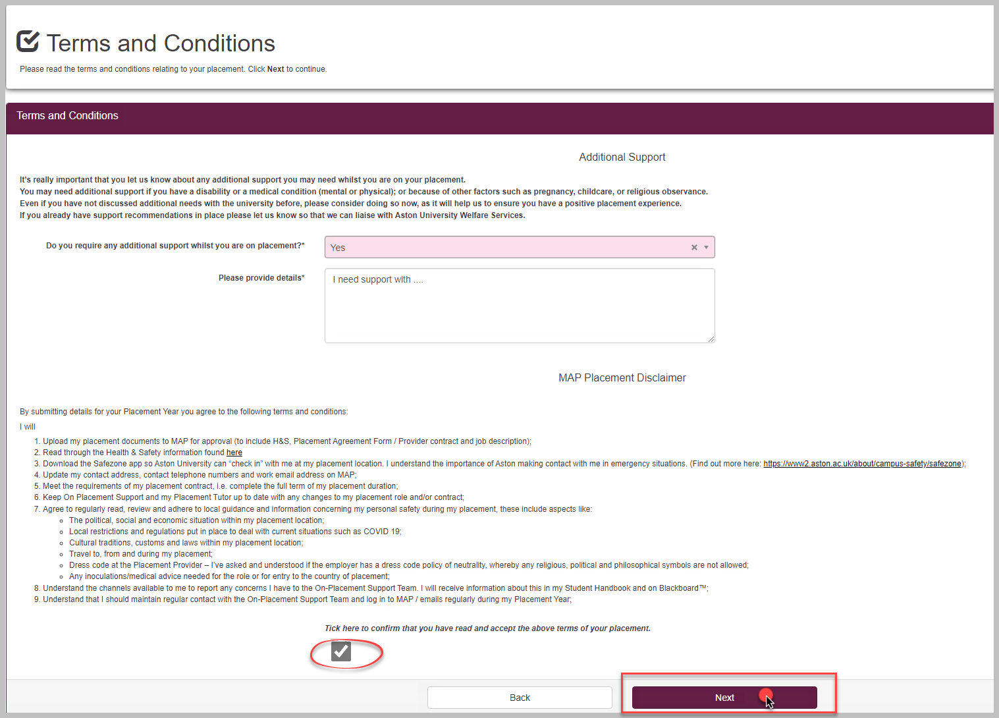 Terms and Conditions
Please read the terms and conditions relating to your placement. Click Next to continue.
Terms and Conditions
Additional Support
It's really important that you let us know about any additional support you may need whilst you are on your placement.
You may need additional support if you have a disability or a medical condition (mental or physical); or because of other factors such as pregnancy, childcare, or religious observance.
Even if you have not discussed additional needs with the university before, please consider doing so now, as it will help us to ensure you have a positive placement experience.
If you already have support recommendations in place please let us know so that we can liaise with Aston University Welfare Services.
Do you require any additional support whilst you are on placement?*
Yes
Please provide details*
I need support with ....
MAP Placement Disclaimer
By submitting details for your Placement Year you agree to the following terms and conditions:
I will
1. Upload my placement documents to MAP for approval (to include H&S, Placement Agreement Form / Provider contract and job description);
2. Read through the Health & Safety information found here
3. Download the Safezone app so Aston University can “check in” with me at my placement location. I understand the importance of Aston making contact with me in emergency situations. (Find out more here: https://www2.aston.ac.uk/about/campus-safety/safezone);
4. Update my contact address, contact telephone numbers and work email address on MAP;
5. Meet the requirements of my placement contract, i.e. complete the full term of my placement duration;
6. Keep On Placement Support and my Placement Tutor up to date with any changes to my placement role and/or contract;
7. Agree to regularly read, review and adhere to local guidance and information concerning my personal safety during my placement, these include aspects like:
The political, social and economic situation within my placement location;
Local restrictions and regulations put in place to deal with current situations such as COVID 19;
Cultural traditions, customs and laws within my placement location;
Travel to, from and during my placement;
Dress code at the Placement Provider – I've asked and understood if the employer has a dress code policy of neutrality, whereby any religious, political and philosophical symbols are not allowed;
Any inoculations/medical advice needed for the role or for entry to the country of placement;
8. Understand the channels available to me to report any concerns I have to the On-Placement Support Team. I will receive information about this in my Student Handbook and on Blackboard™;
9. Understand that I should maintain regular contact with the On-Placement Support Team and log in to MAP / emails regularly during my Placement Year;
Tick here to confirm that you have read and accept the above terms of your placement.
Back
Next